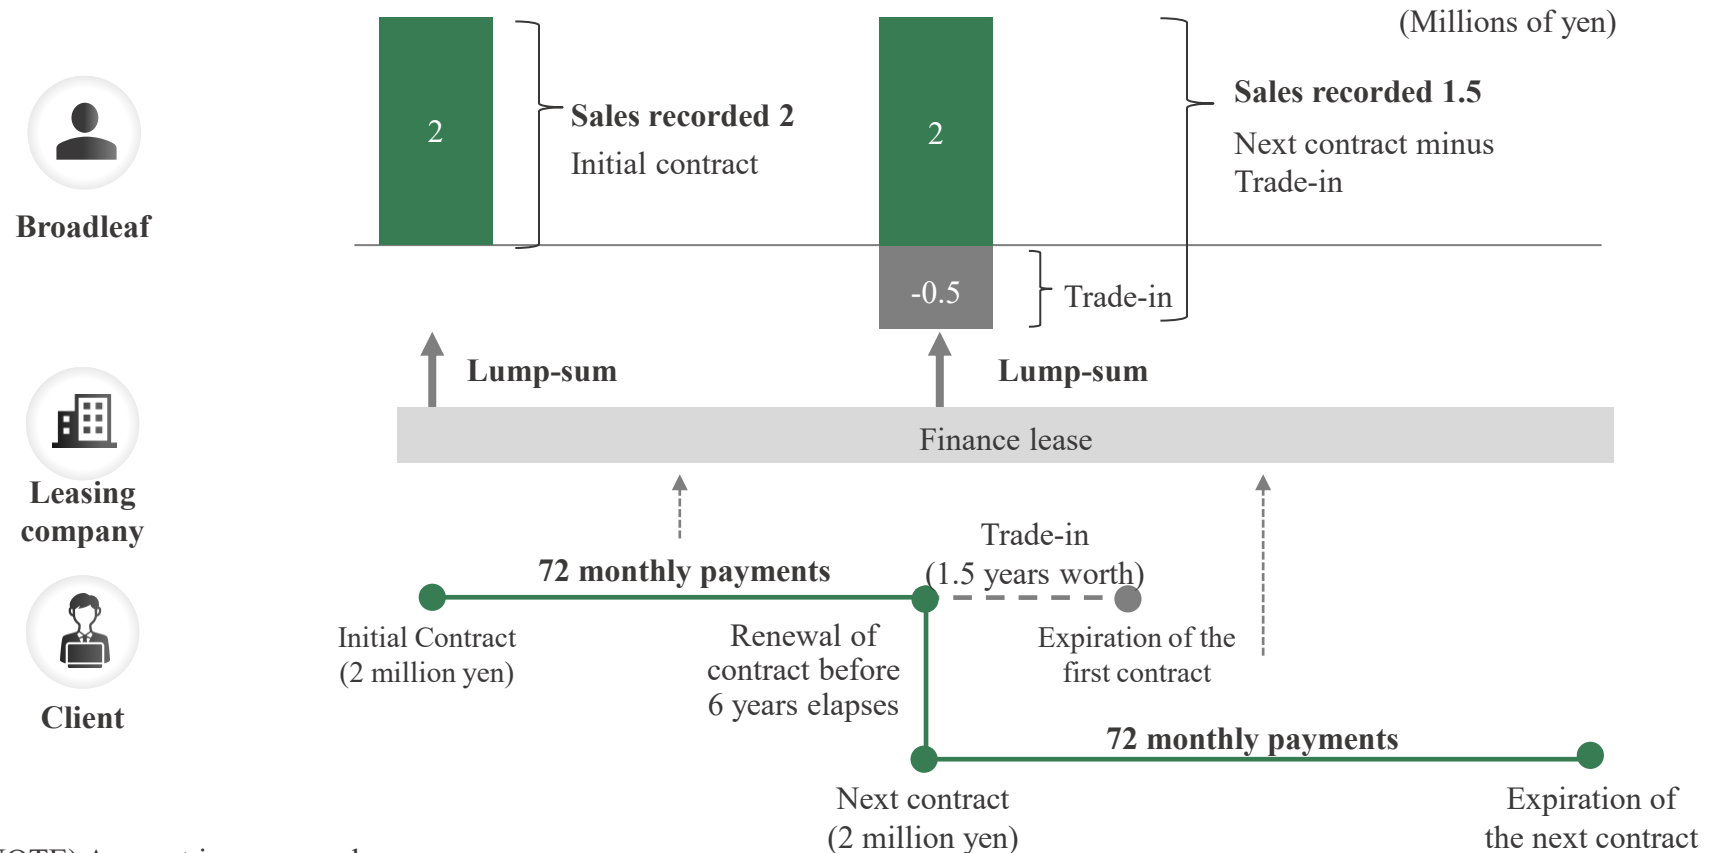 (Millions of yen)
2
Sales recorded 2
Initial contract
2
Sales recorded 1.5
Next contract minus
Trade-in
Broadleaf
-0.5
Trade-in
Lump-sum
Lump-sum
Finance lease
Leasing
company
Trade-in
(1.5 years worth)
72 monthly payments
Initial Contract
(2 million yen)
Renewal of
contract before
6 years elapses
Expiration of the
first contract
Client
72 monthly payments
Next contract
(2 million yen)
Expiration of
the next contract